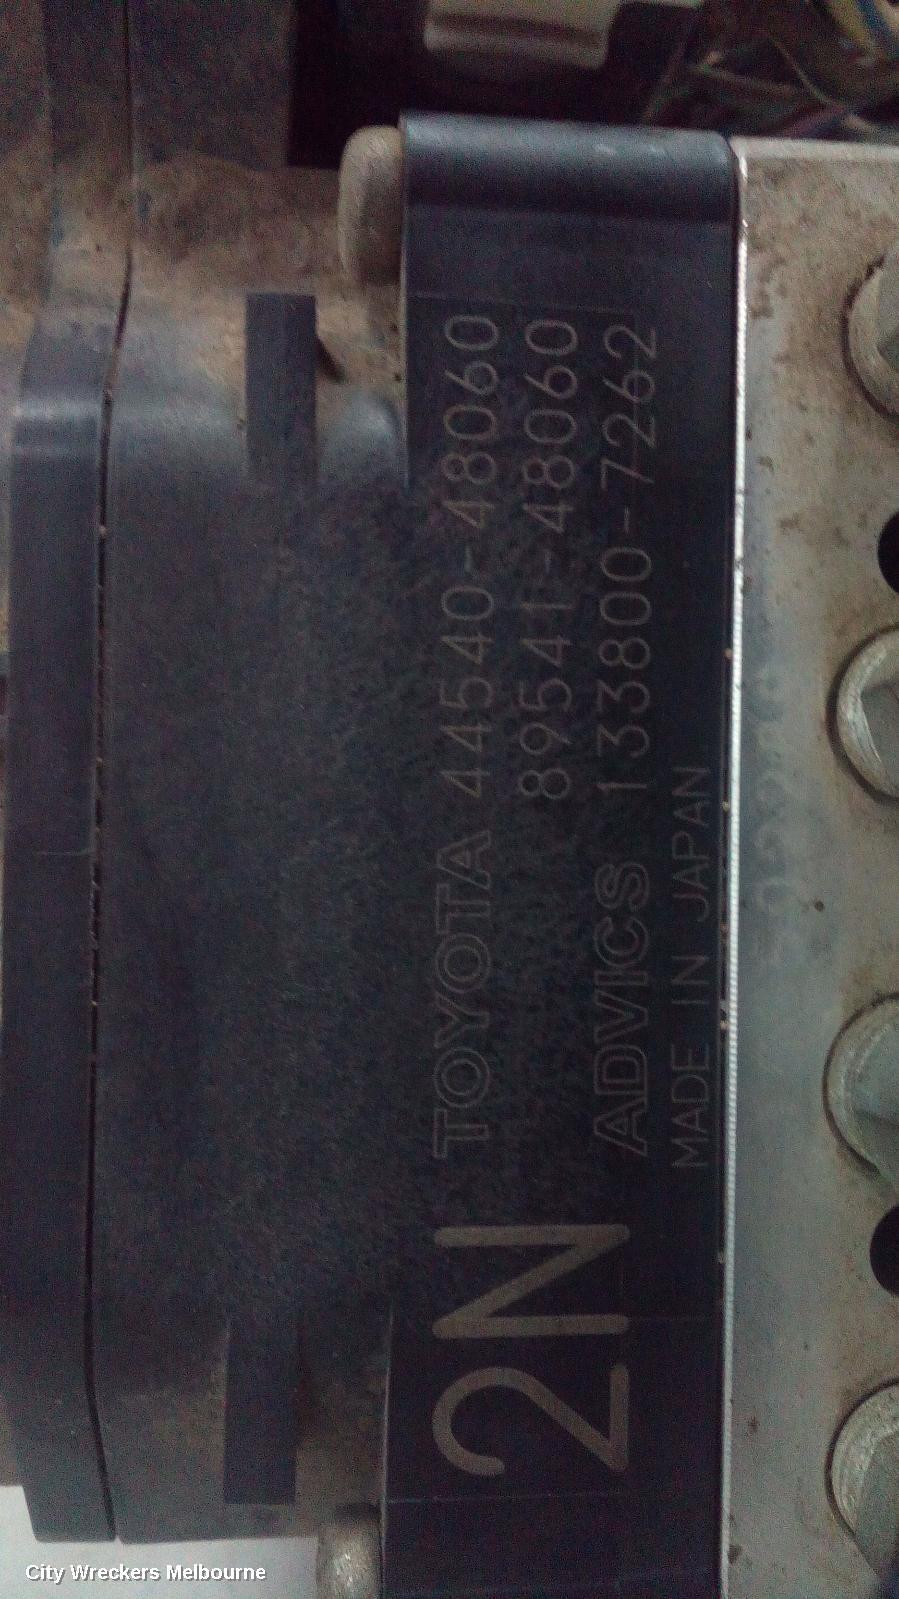 2N
TOYOTA 44540-48060
89541-48060
ADVICS 133800-7262
MADE IN JAPAN
City Wreckers Melbourne